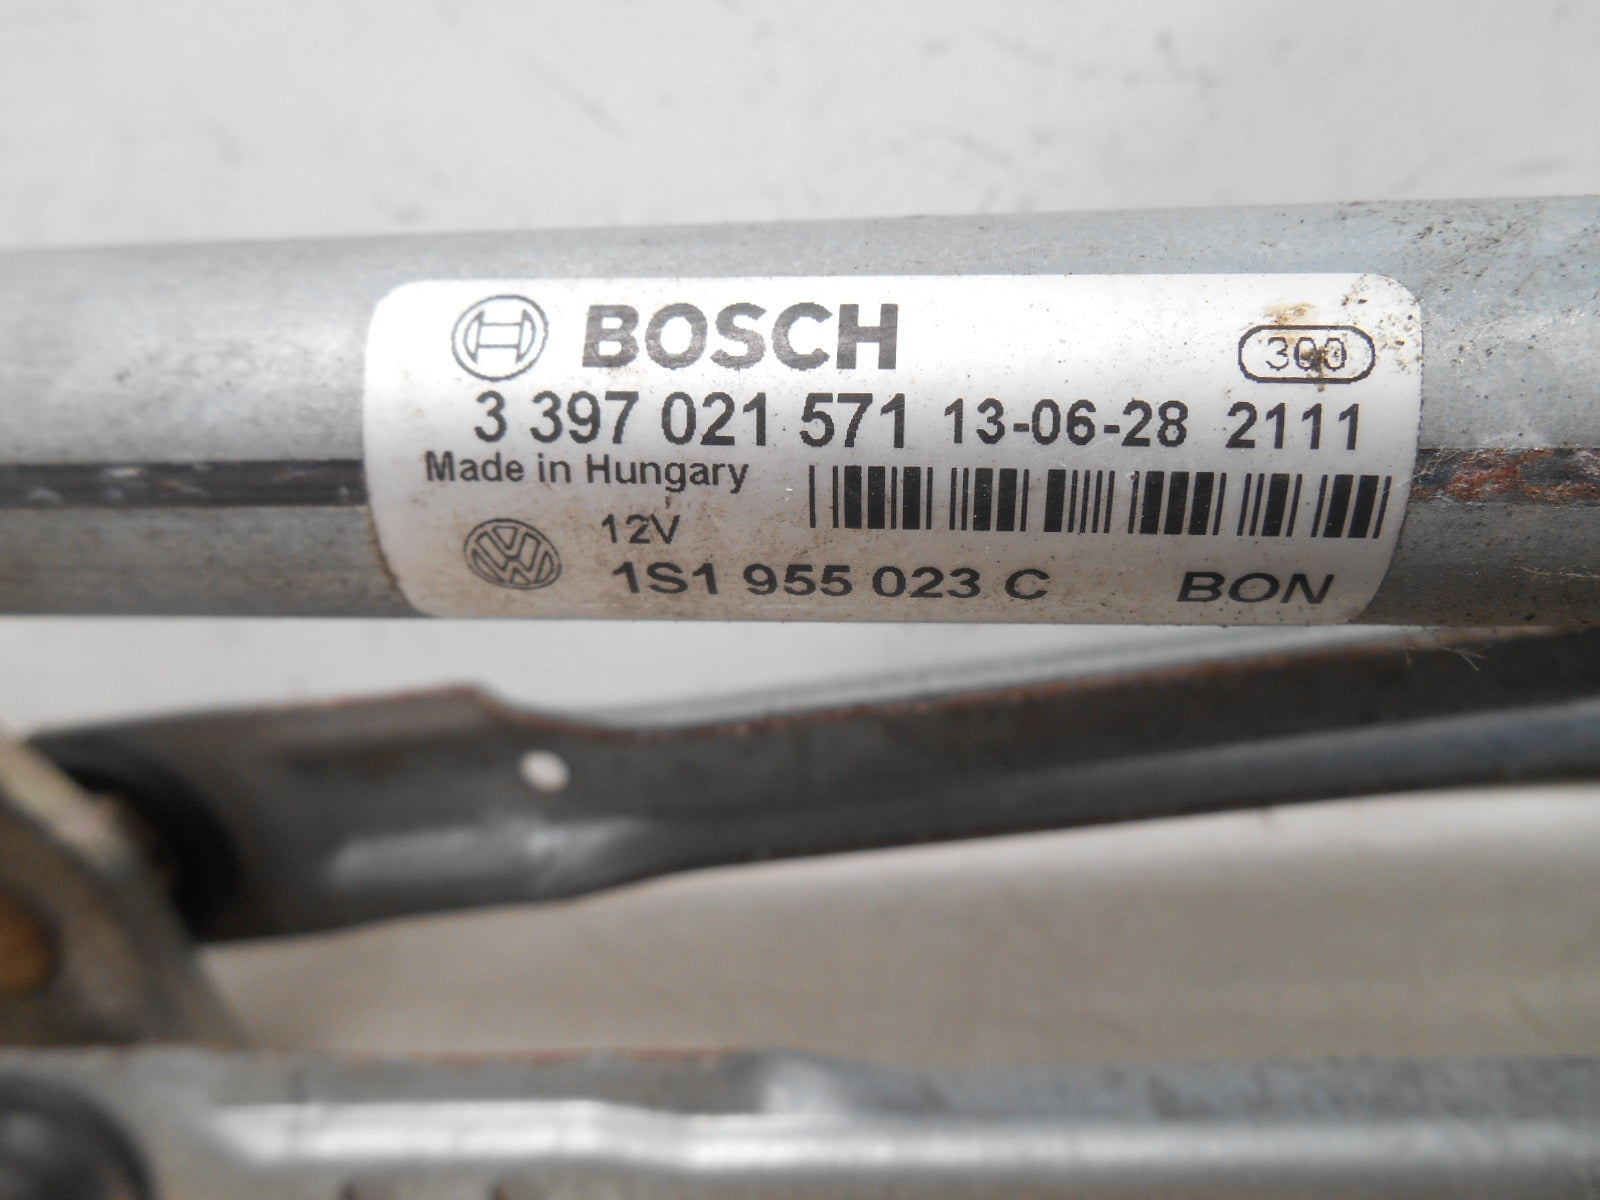 BOSCH
300
3 397 021 571 13-06-28 2111
Made in Hungary
12V
1S1 955 023 C BON